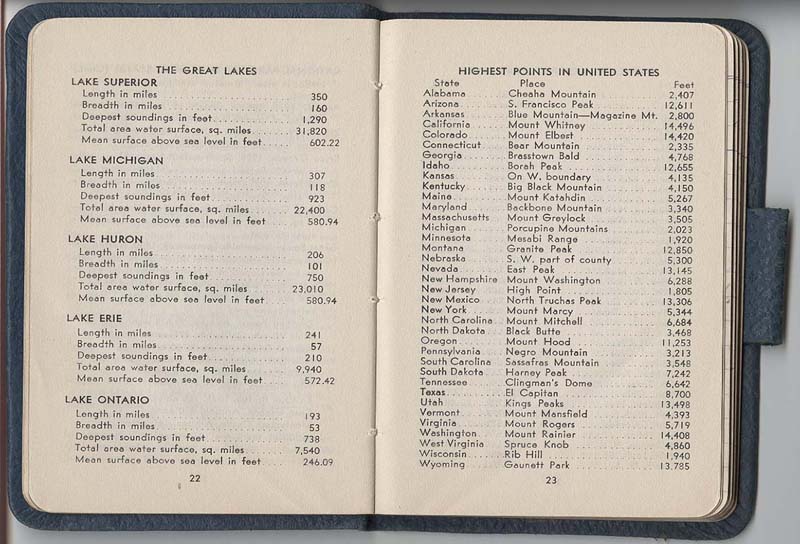 THE GREAT LAKES
LAKE SUPERIOR
Length in miles 350
Breadth in miles 160
Deepest soundings in feet 1,290
Total area water surface, sq. miles 31,820
Mean surface above sea level in feet 602.22
LAKE MICHIGAN
Length in miles 307
Breadth in miles 118
Deepest soundings in feet 923
Total area water surface, sq. miles 22,400
Mean surface above sea level in feet 580.94
LAKE HURON
Length in miles 206
Breadth in miles 101
Deepest soundings in feet 750
Total area water surface, sq. miles 23,010
Mean surface above sea level in feet 580.94
LAKE ERIE
Length in miles 241
Breadth in miles 57
Deepest soundings in feet 210
Total area water surface, sq. miles 9,940
Mean surface above sea level in feet 572.42
LAKE ONTARIO
Length in miles 193
Breadth in miles 53
Deepest soundings in feet 738
Total area water surface, sq. miles 7,540
Mean surface above sea level in feet 246.09
22
HIGHEST POINTS IN UNITED STATES
State Place Feet
Alabama Cheaha Mountain 2,407
Arizona S. Francisco Peak 12,611
Arkansas Blue Mountain—Magazine Mt. 2,800
California Mount Whitney 14,496
Colorado Mount Elbert 14,420
Connecticut Bear Mountain 2,335
Georgia Brasstown Bald 4,768
Idaho Borah Peak 12,655
Kansas On W. boundary 4,135
Kentucky Big Black Mountain 4,150
Maine Mount Katahdin 5,267
Maryland Backbone Mountain 3,340
Massachusetts Mount Greylock 3,505
Michigan Porcupine Mountains 2,023
Minnesota Mesabi Range 1,920
Montana Granite Peak 12,850
Nebraska S. W. part of county 5,300
Nevada East Peak 13,145
New Hampshire Mount Washington 6,288
New Jersey High Point 1,805
New Mexico North Truchas Peak 13,306
New York Mount Marcy 5,344
North Carolina Mount Mitchell 6,684
North Dakota Black Butte 3,468
Oregon Mount Hood 11,253
Pennsylvania Negro Mountain 3,213
South Carolina Sassafras Mountain 3,548
South Dakota Harney Peak 7,242
Tennessee Clingman's Dome 6,642
Texas El Capitan 8,700
Utah Kings Peaks 13,498
Vermont Mount Mansfield 4,393
Virginia Mount Rogers 5,719
Washington Mount Rainier 14,408
West Virginia Spruce Knob 4,860
Wisconsin Rib Hill 1,940
Wyoming Gaunett Park 13,785
23